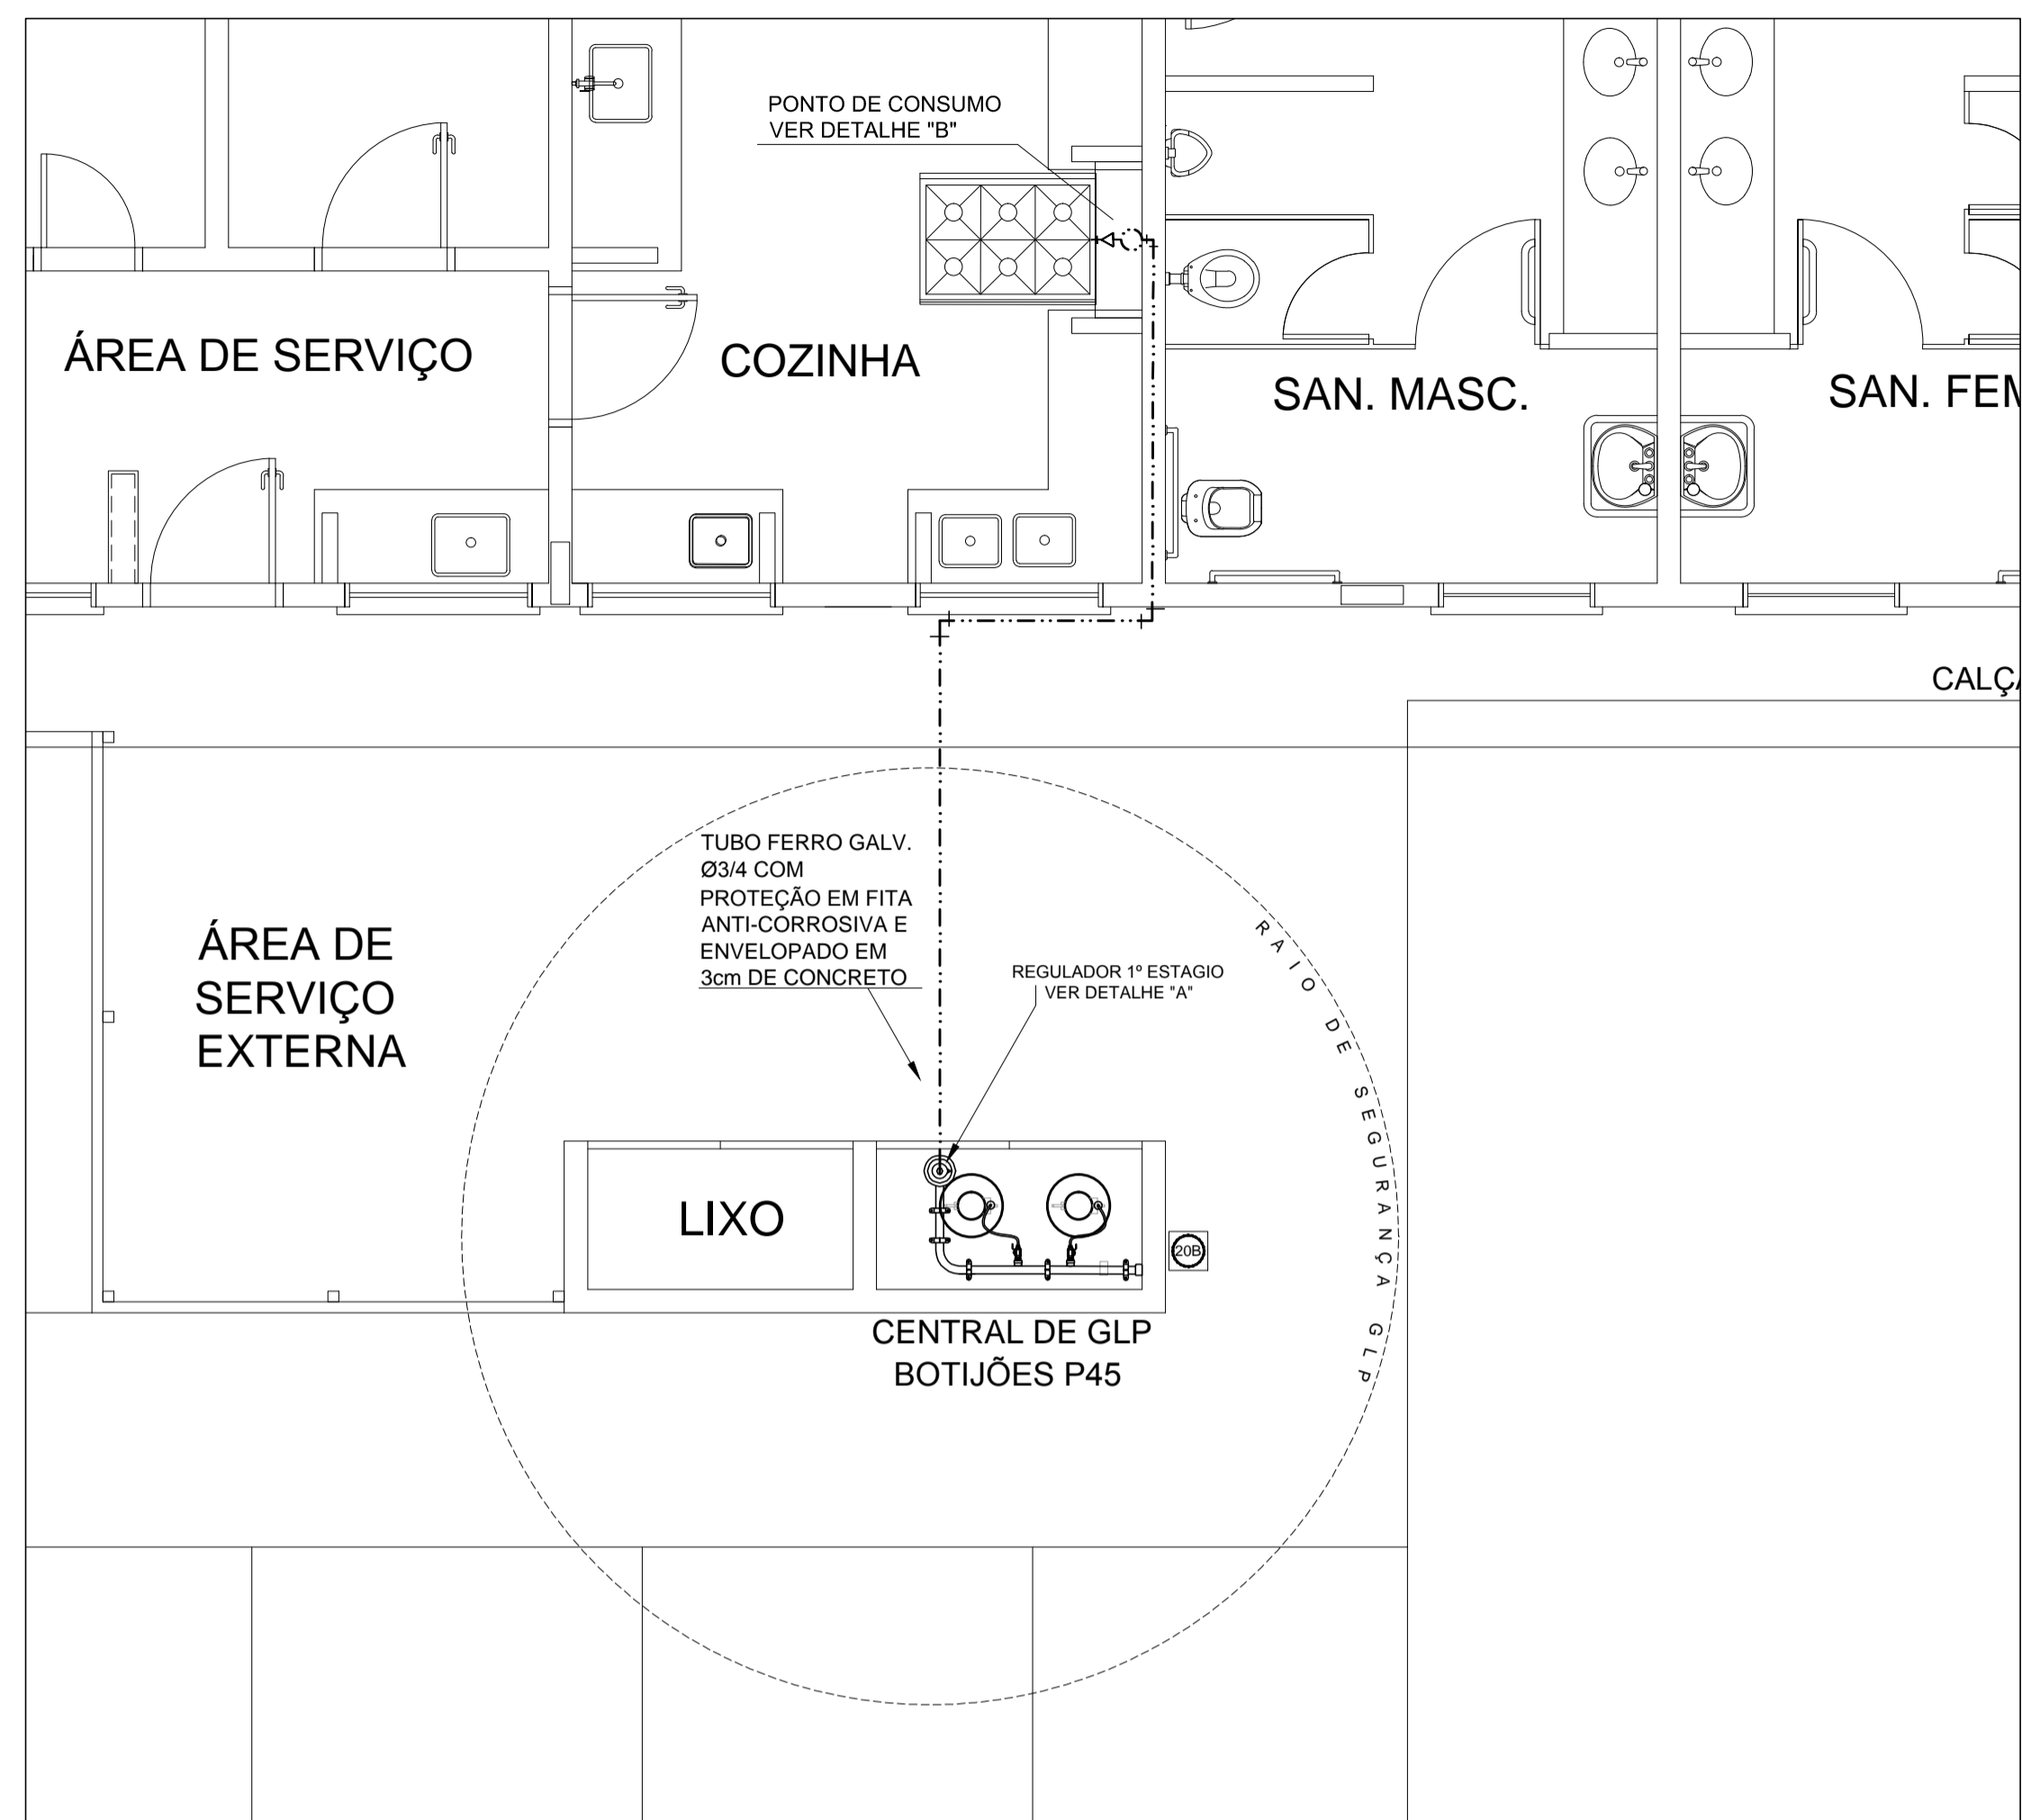 PONTO DE CONSUMO
VER DETALHE "B"
ÁREA DE SERVIÇO
COZINHA
SAN. MASC.
SAN. FEM
CALÇA
TUBO FERRO GALV.
Ø3/4 COM
PROTEÇÃO EM FITA
ANTI-CORROSIVA E
ENVELOPADO EM
3cm DE CONCRETO
REGULADOR 1º ESTAGIO
VER DETALHE "A"
RAIO DE SEGURANÇA GLP
ÁREA DE
SERVIÇO
EXTERNA
LIXO
20B
CENTRAL DE GLP
BOTIJÕES P45